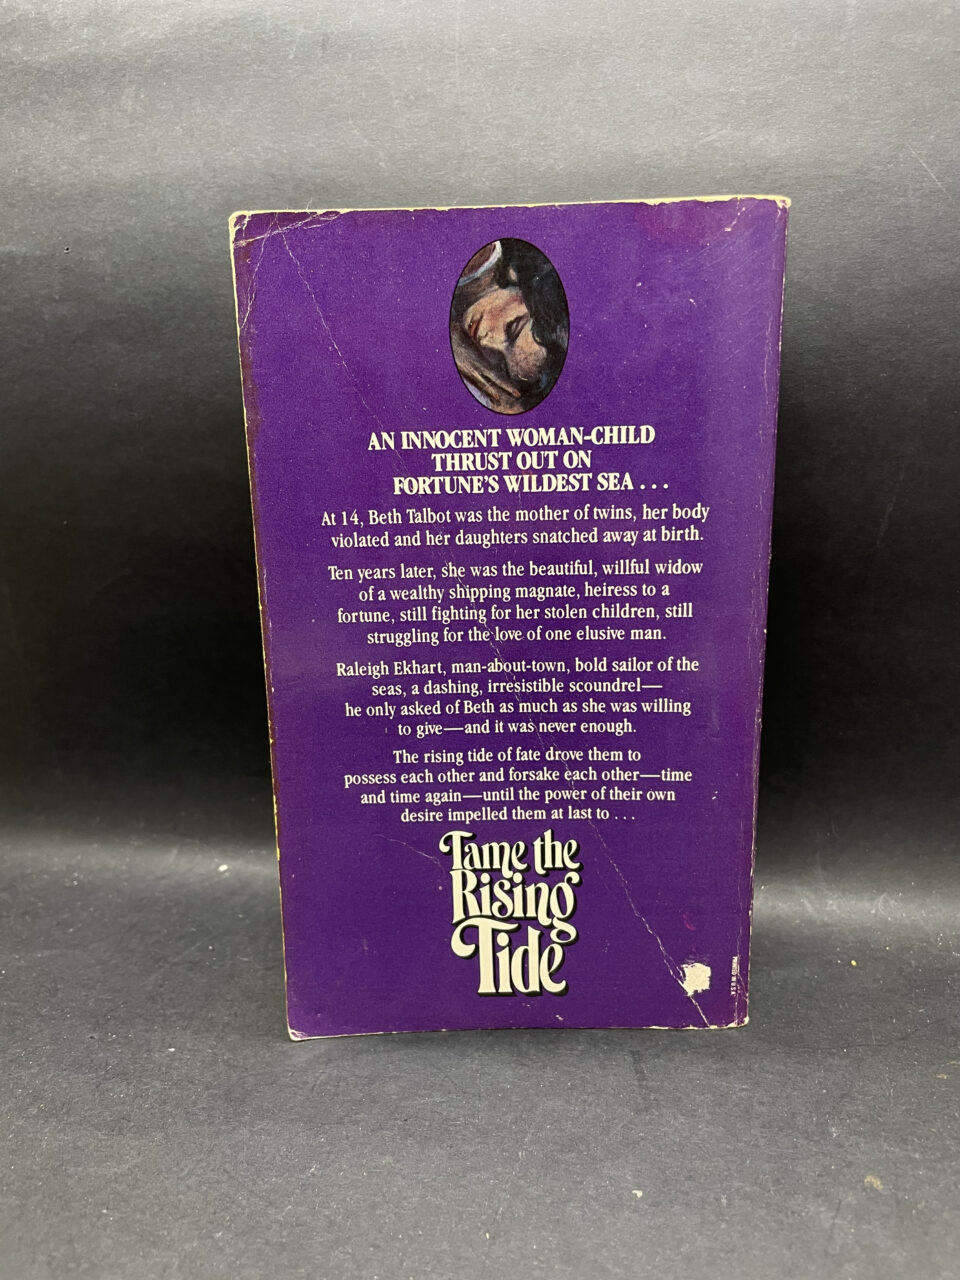 AN INNOCENT WOMAN-CHILD
THRUST OUT ON
FORTUNE'S WILDEST SEA . . .
At 14, Beth Talbot was the mother of twins, her body
violated and her daughters snatched away at birth.
Ten years later, she was the beautiful, willful widow
of a wealthy shipping magnate, heiress to a
fortune, still fighting for her stolen children, still
struggling for the love of one elusive man.
Raleigh Ekhart, man-about-town, bold sailor of the
seas, a dashing, irresistible scoundrel—
he only asked of Beth as much as she was willing
to give—and it was never enough.
The rising tide of fate drove them to
possess each other and forsake each other—time
and time again—until the power of their own
desire impelled them at last to . . .
Tame the
Rising
Tide
PRINTED IN U.S.A.